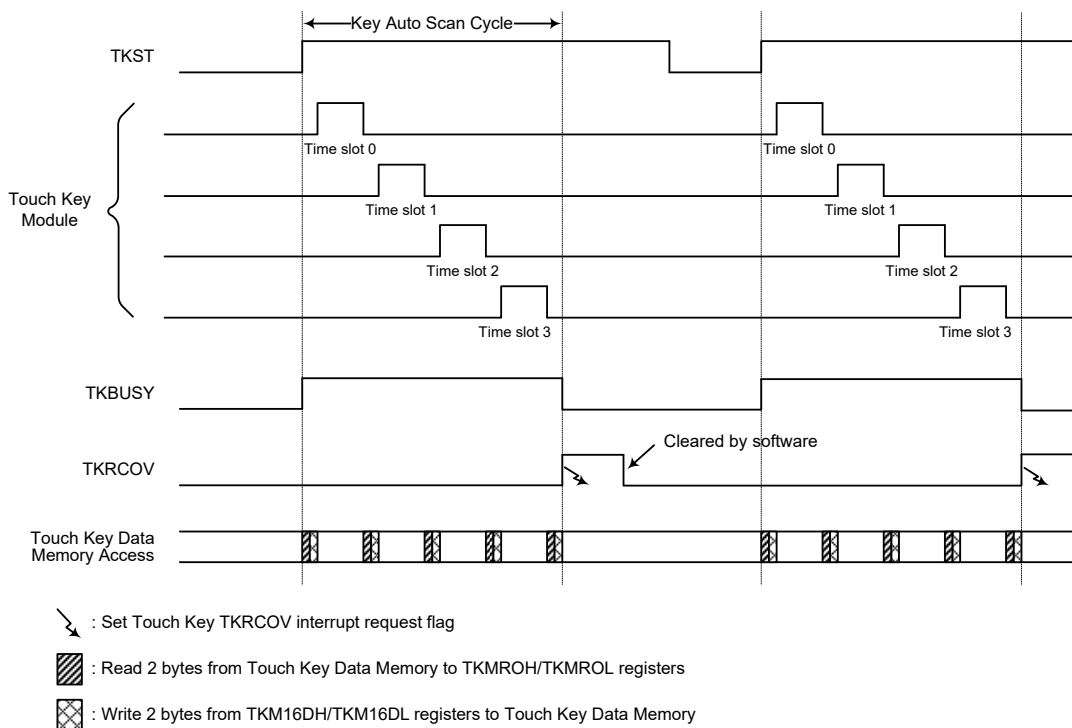 Key Auto Scan Cycle
TKST
Time slot 0
Time slot 0
Time slot 1
Time slot 1
Touch Key
Module
Time slot 2
Time slot 2
Time slot 3
Time slot 3
TKBUSY
Cleared by software
TKRCOV
Touch Key Data
Memory Access
: Set Touch Key TKRCOV interrupt request flag
: Read 2 bytes from Touch Key Data Memory to TKMROH/TKMROL registers
: Write 2 bytes from TKM16DH/TKM16DL registers to Touch Key Data Memory